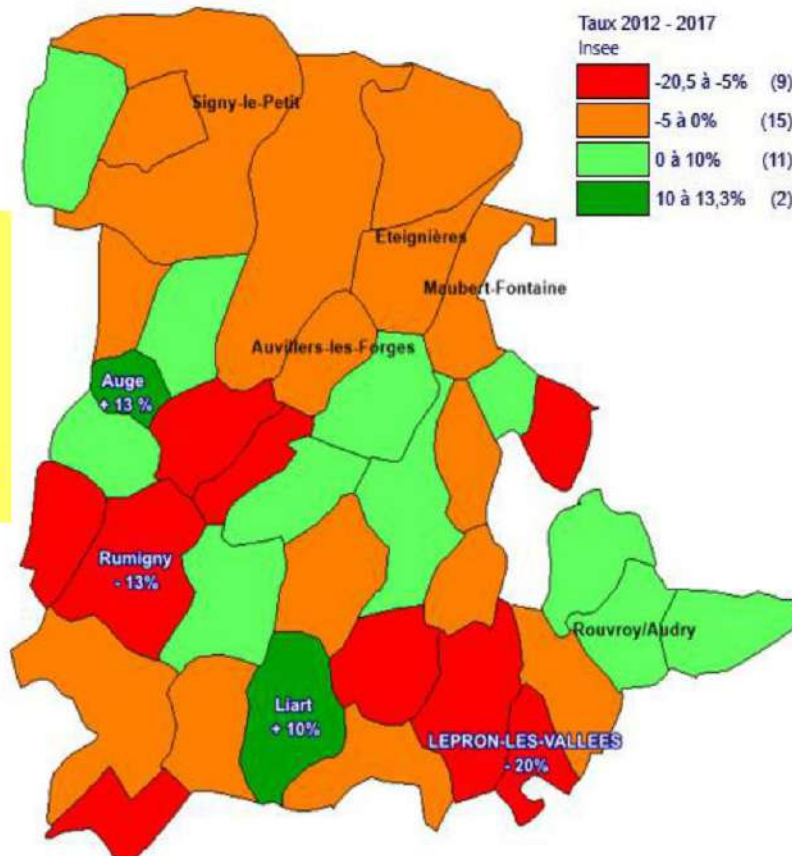 Taux 2012 - 2017
Insee
-20,5 à -5% (9)
-5 à 0% (15)
0 à 10% (11)
10 à 13,3% (2)
Signy-le-Petit
Eteignières
Maubert-Fontaine
Auvillers-les-Forges
Auge
+ 13 %
Rumigny
- 13%
Rouvroy/Audry
Liart
+ 10%
LEPRON-LES-VALLEES
- 20%